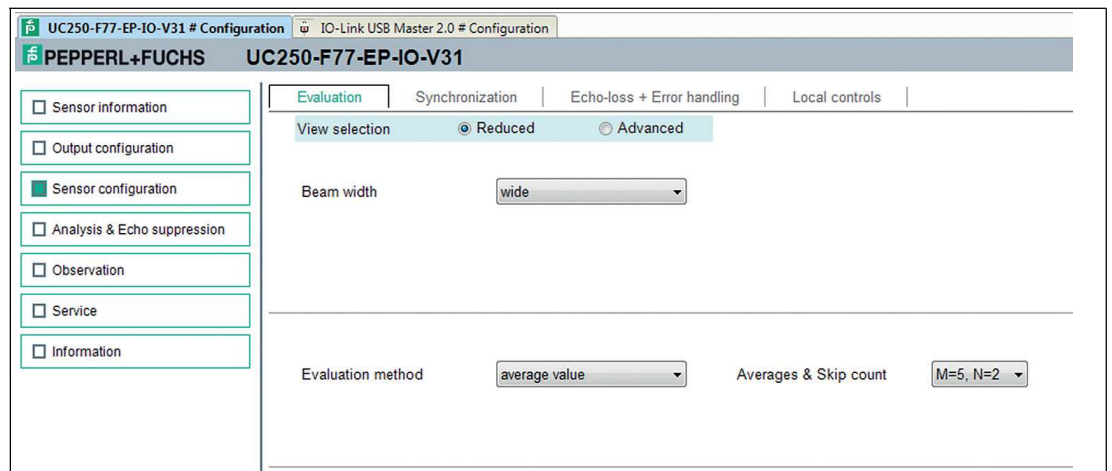 UC250-F77-EP-IO-V31 # Configuration IO-Link USB Master 2.0 # Configuration
PEPPERL+FUCHS UC250-F77-EP-IO-V31
Sensor information
Output configuration
Sensor configuration
Analysis & Echo suppression
Observation
Service
Information
Evaluation Synchronization Echo-loss + Error handling Local controls
View selection Reduced Advanced
Beam width wide
Evaluation method average value Averages & Skip count M=5, N=2